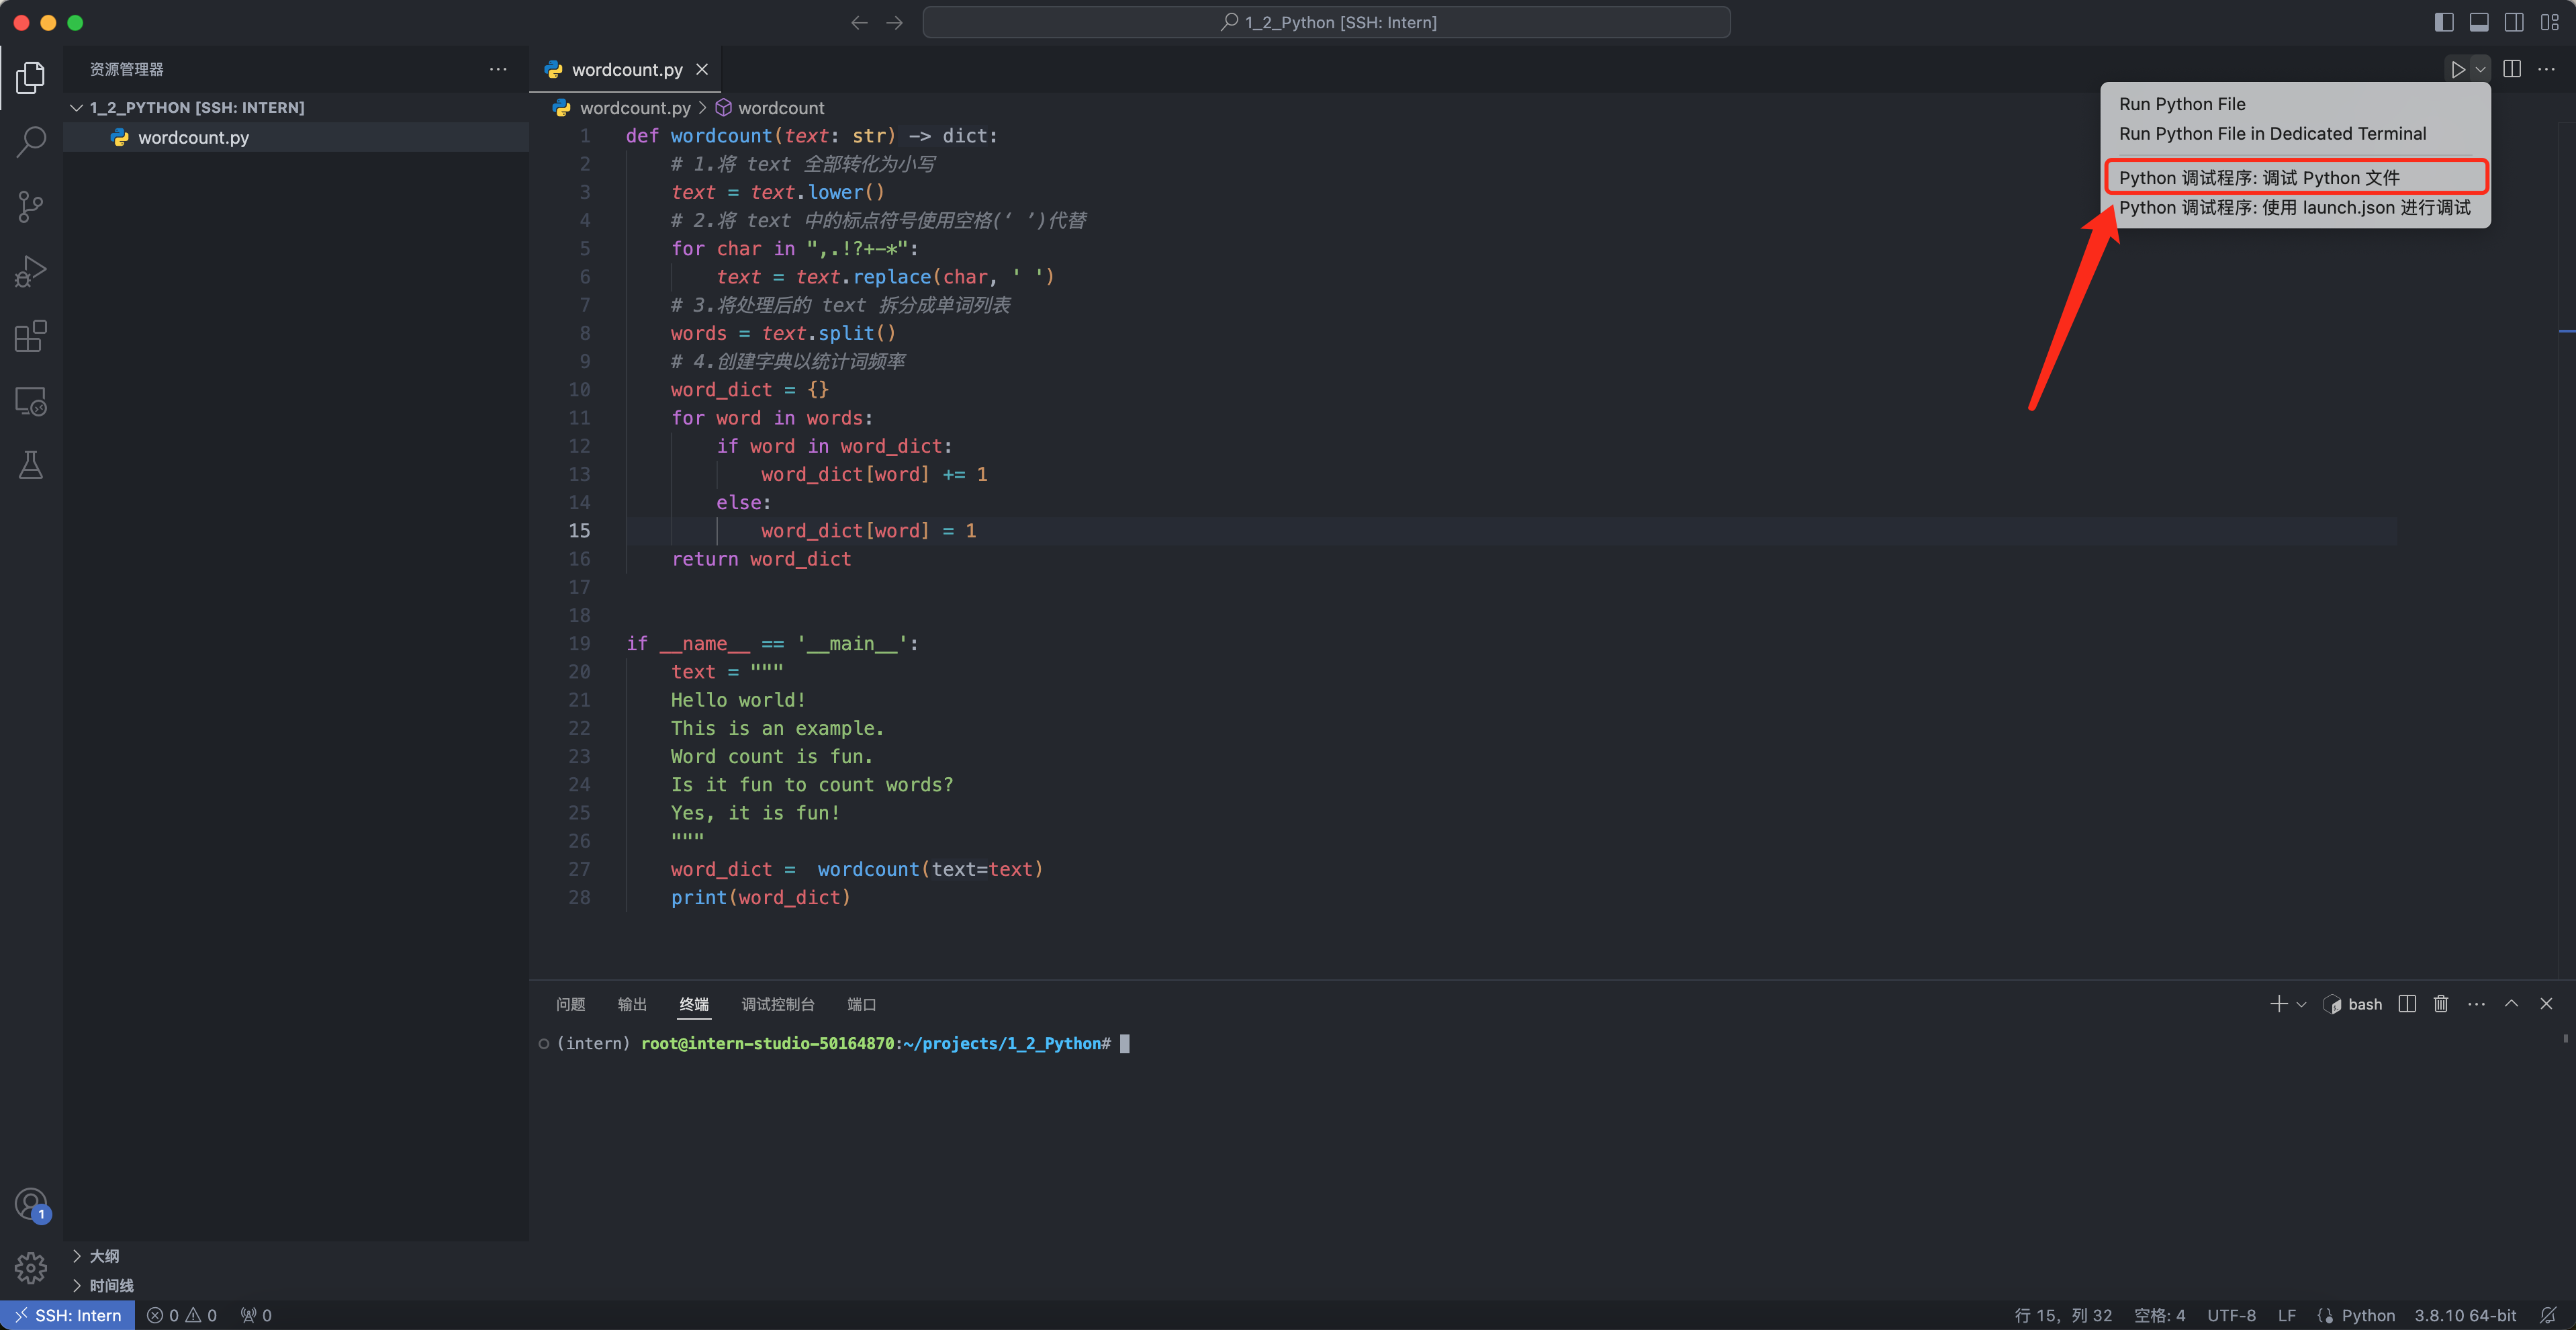 1_2_Python [SSH: Intern]
资源管理器
wordcount.py
1_2_PYTHON [SSH: INTERN]
wordcount.py
wordcount.py > wordcount
Run Python File
Run Python File in Dedicated Terminal
Python 调试程序: 调试 Python 文件
Python 调试程序: 使用 launch.json 进行调试
1 def wordcount(text: str) -> dict:
2 # 1.将 text 全部转化为小写
3 text = text.lower()
4 # 2.将 text 中的标点符号使用空格(‘ ’)代替
5 for char in ",.!?+-*":
6 text = text.replace(char, ' ')
7 # 3.将处理后的 text 拆分成单词列表
8 words = text.split()
9 # 4.创建字典以统计词频率
10 word_dict = {}
11 for word in words:
12 if word in word_dict:
13 word_dict[word] += 1
14 else:
15 word_dict[word] = 1
16 return word_dict
17
18
19 if __name__ == '__main__':
20 text = """
21 Hello world!
22 This is an example.
23 Word count is fun.
24 Is it fun to count words?
25 Yes, it is fun!
26 """
27 word_dict =  wordcount(text=text)
28 print(word_dict)
问题 输出 终端 调试控制台 端口
bash
(intern) root@intern-studio-50164870:~/projects/1_2_Python#
1
大纲
时间线
SSH: Intern 0 0 0 行 15, 列 32 空格: 4 UTF-8 LF Python 3.8.10 64-bit